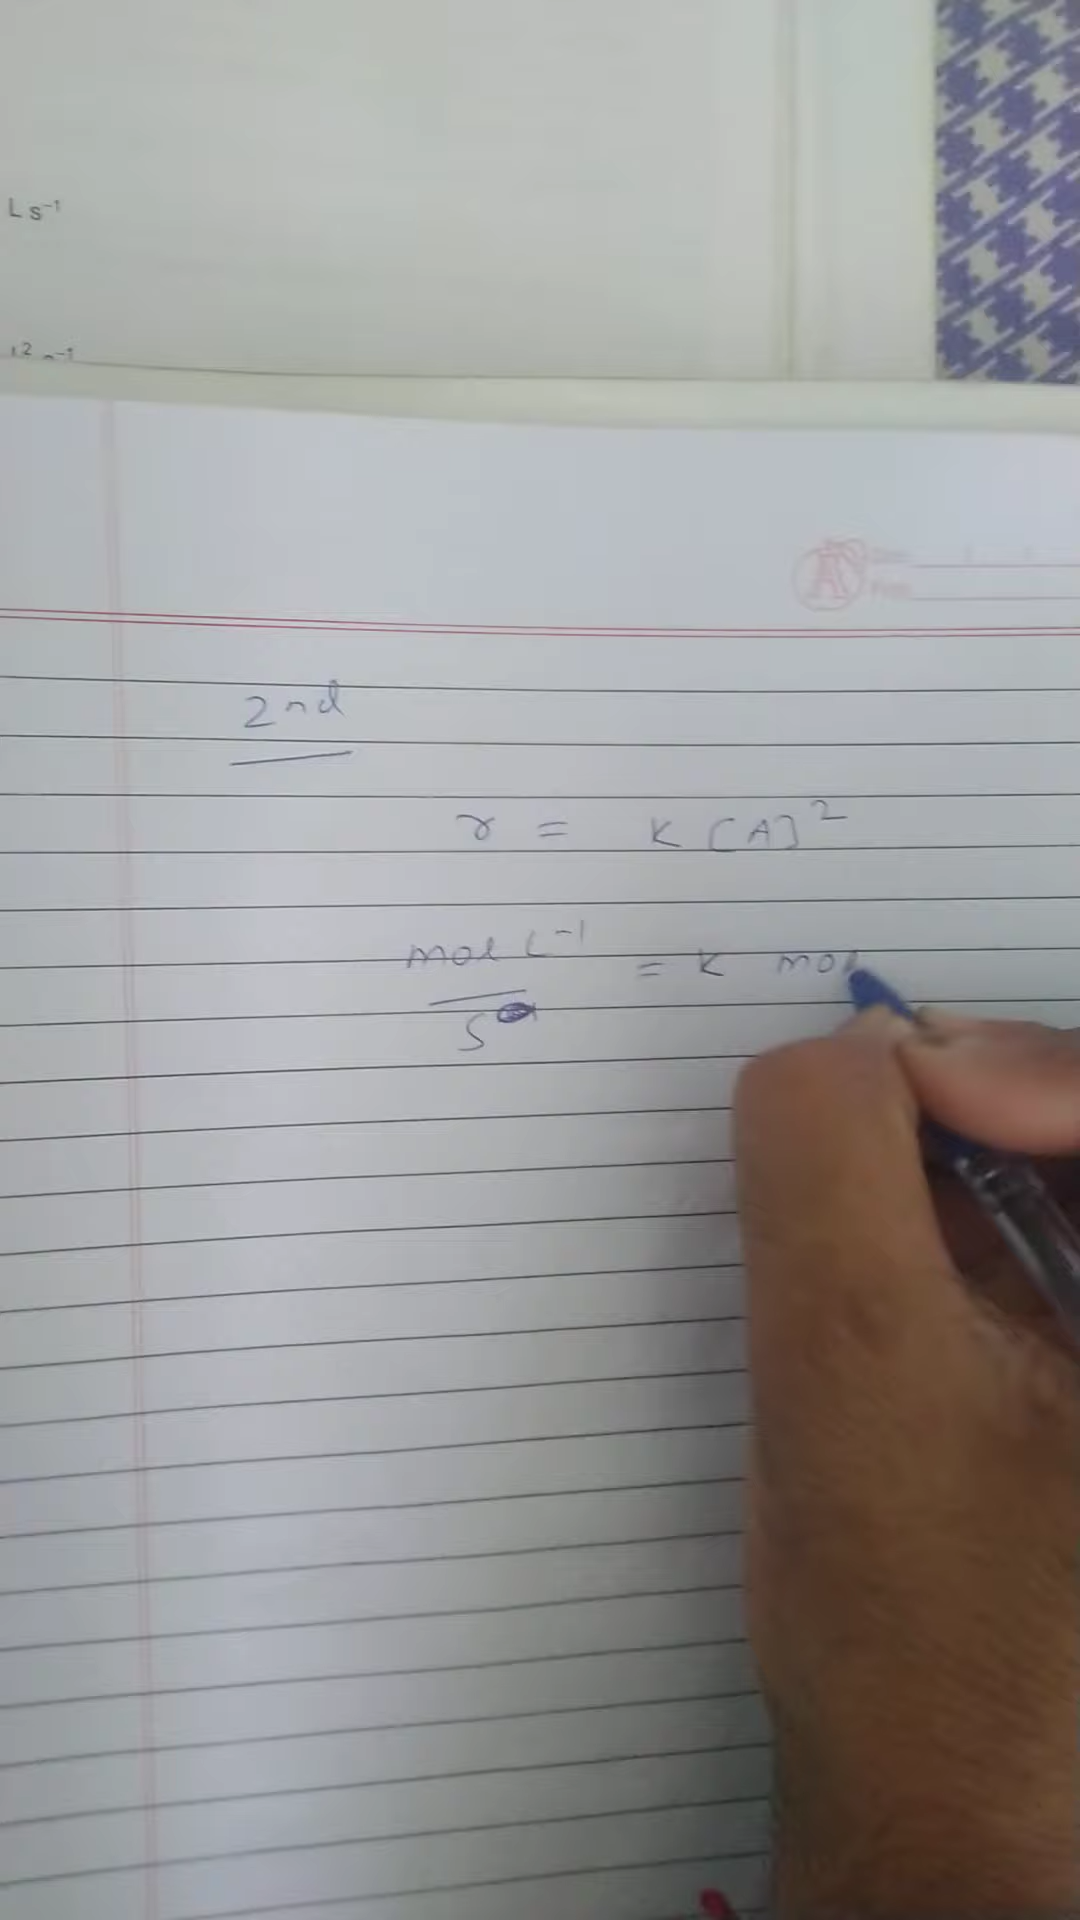 L s⁻¹
2nd
r = K [A]²
mol L⁻¹
= K mol
s